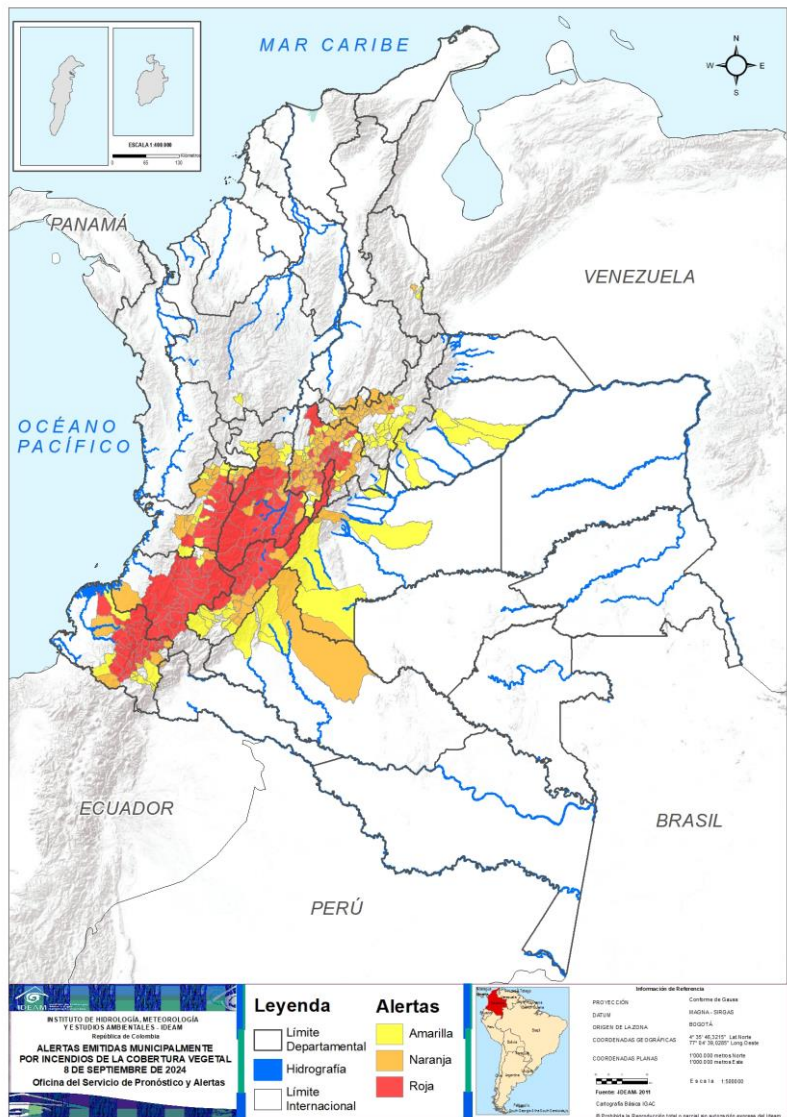 MAR CARIBE
N
W
E
S
ESCALA 1:400.000
PANAMÁ
VENEZUELA
OCÉANO
PACÍFICO
ECUADOR
BRASIL
PERÚ
IDEAM
INSTITUTO DE HIDROLOGÍA, METEOROLOGÍA
Y ESTUDIOS AMBIENTALES - IDEAM
República de Colombia
ALERTAS EMITIDAS MUNICIPALMENTE
POR INCENDIOS DE LA COBERTURA VEGETAL
8 DE SEPTIEMBRE DE 2024
Oficina del Servicio de Pronóstico y Alertas
Leyenda
Límite
Departamental
Hidrografía
Límite
Internacional
Alertas
Amarilla
Naranja
Roja
Información de Referencia
PROYECCIÓN Conforme de Gauss
DATUM MAGNA - SIRGAS
ORIGEN DE LA ZONA BOGOTÁ
COORDENADAS GEOGRÁFICAS
COORDENADAS PLANAS 1'000.000 metros Norte
1'000.000 metros Este
Fuente: IDEAM- 2011
Cartografía Básica: IGAC